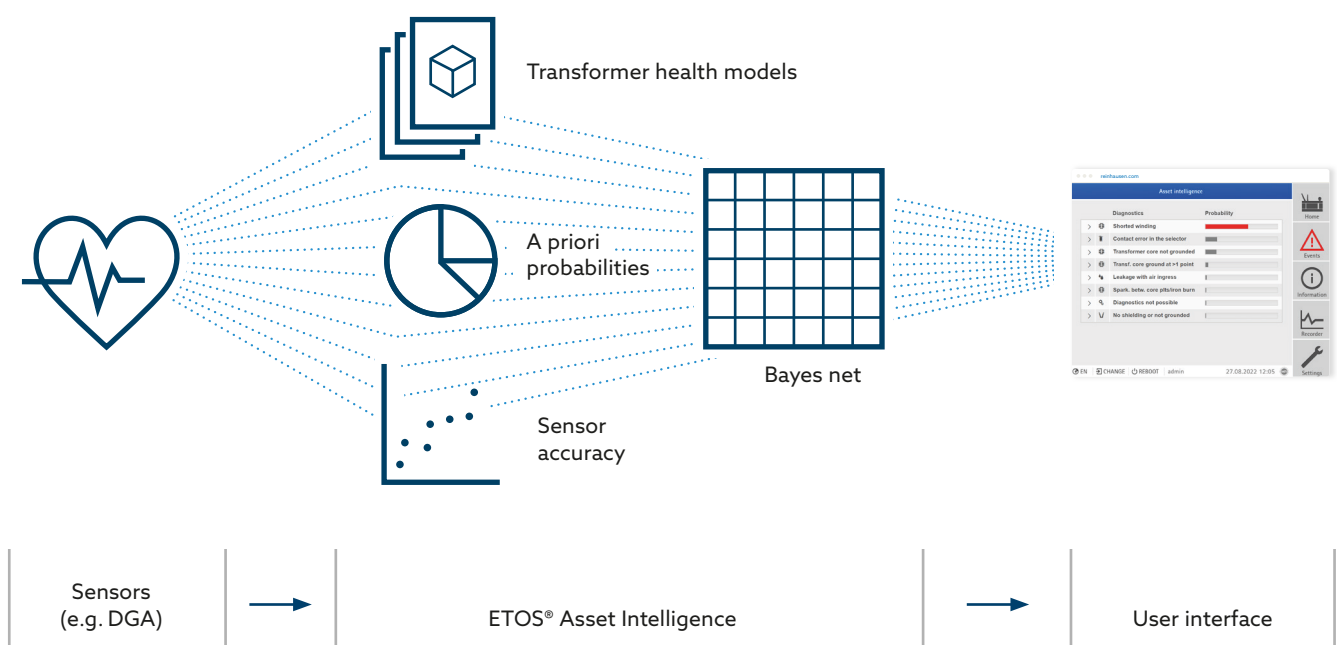 Transformer health models
A priori
probabilities
Sensor
accuracy
Bayes net
reinhausen.com
Asset intelligence
Diagnostics Probability
Shorted winding
Contact error in the selector
Transformer core not grounded
Transf. core ground at >1 point
Leakage with air ingress
Spark. betw. core plts/iron burn
Diagnostics not possible
No shielding or not grounded
Home
Events
Information
Recorder
Settings
EN CHANGE REBOOT admin 27.08.2022 12:05
Sensors
(e.g. DGA)
ETOS® Asset Intelligence
User interface